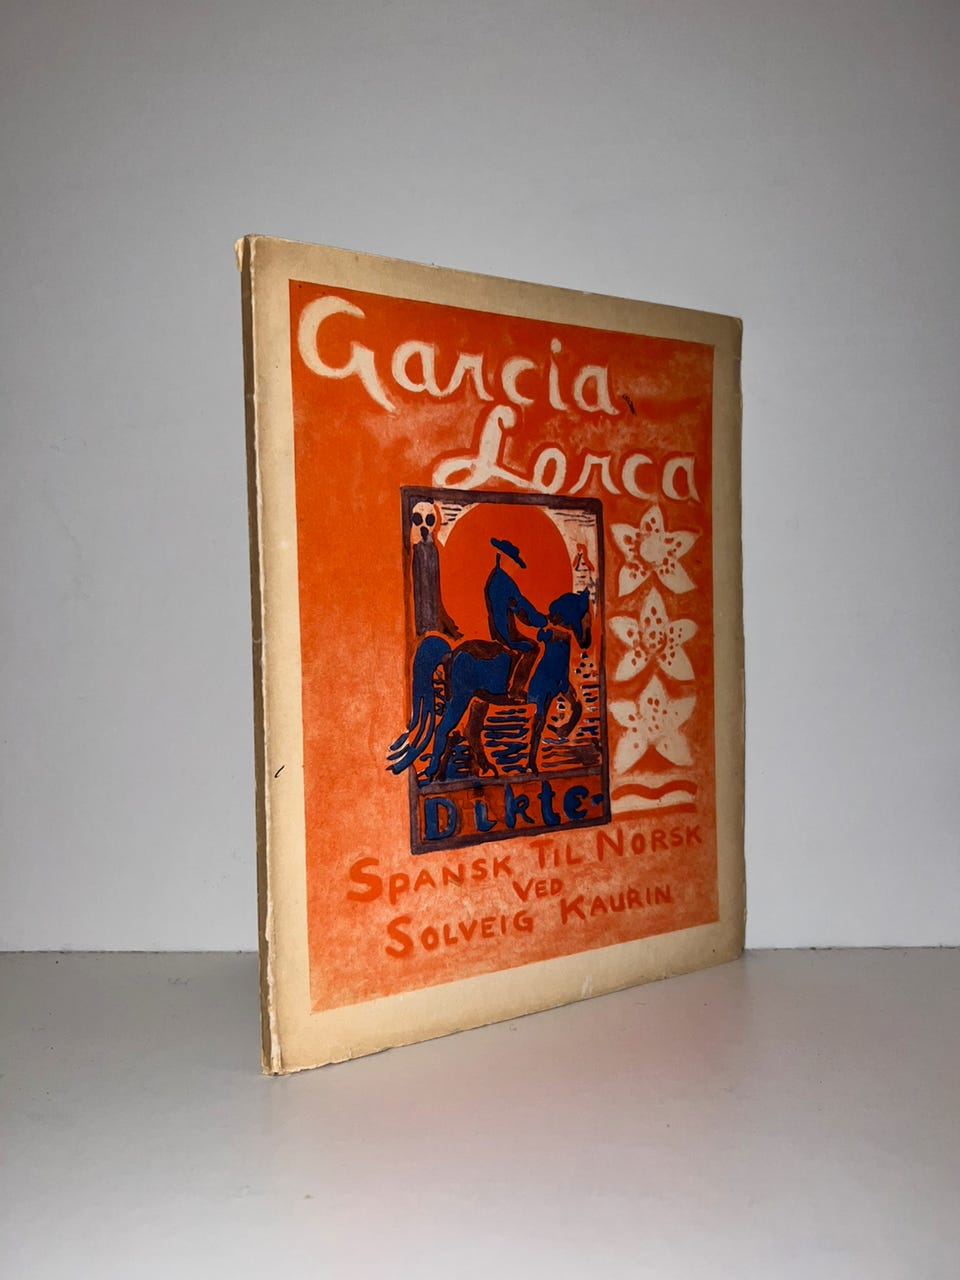 Garcia
Lorca
Dikte.
SPANSK TIL NORSK
VED
SOLVEIG KAURIN